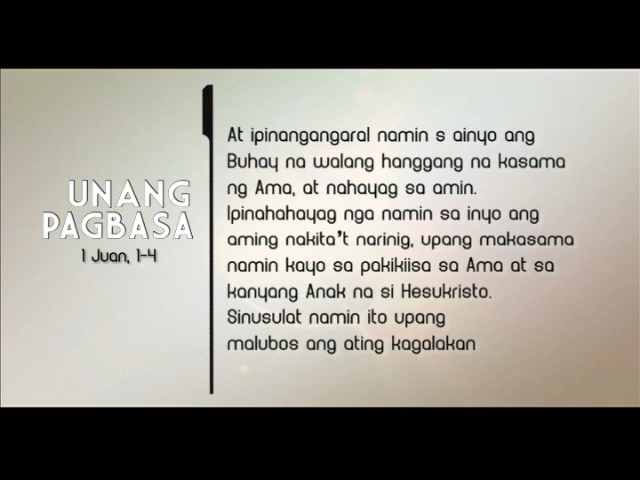 UNANG
PAGBASA
1 Juan, 1-4
At ipinangangaral namin s ainyo ang
Buhay na walang hanggang na kasama
ng Ama, at nahayag sa amin.
Ipinahahayag nga namin sa inyo ang
aming nakita't narinig, upang makasama
namin kayo sa pakikiisa sa Ama at sa
kanyang Anak na si Hesukristo.
Sinusulat namin ito upang
malubos ang ating kagalakan